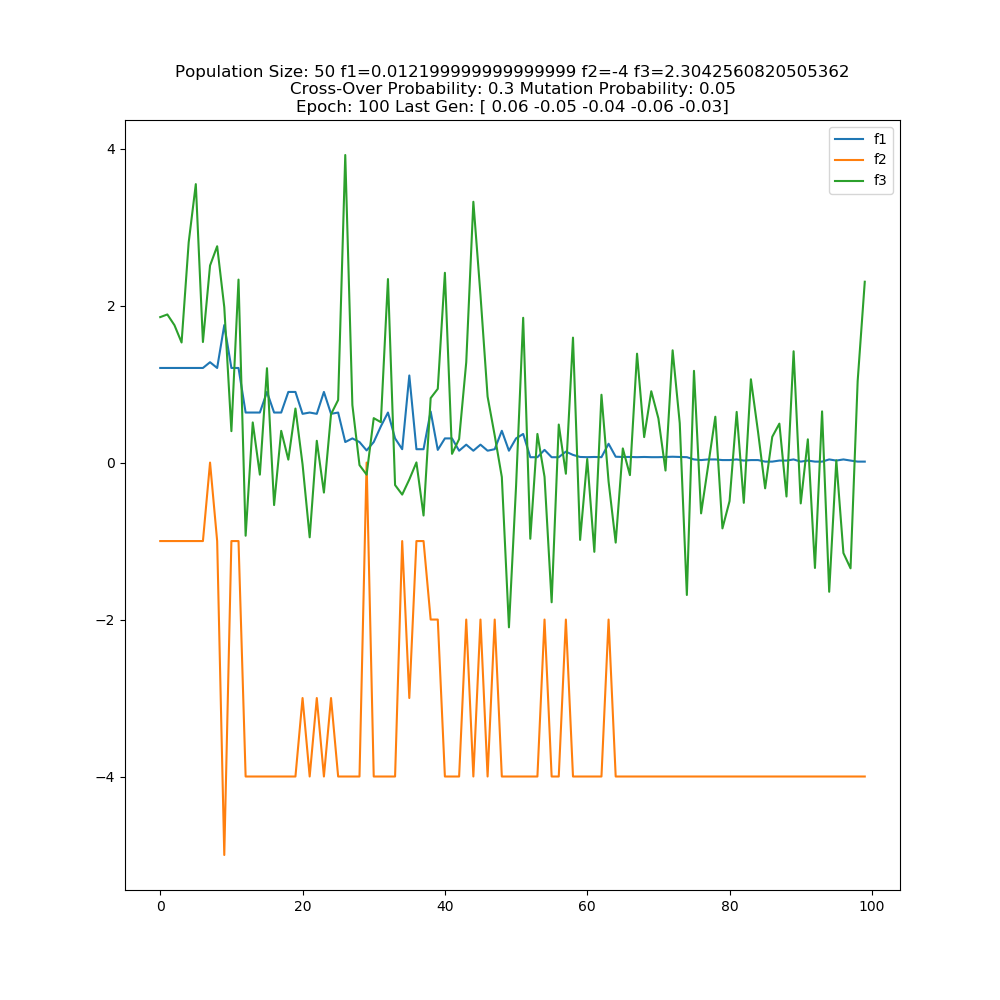 Population Size: 50 f1=0.012199999999999999 f2=-4 f3=2.3042560820505362
Cross-Over Probability: 0.3 Mutation Probability: 0.05
Epoch: 100 Last Gen: [ 0.06 -0.05 -0.04 -0.06 -0.03]
f1
f2
f3
4
2
0
−2
−4
0 20 40 60 80 100